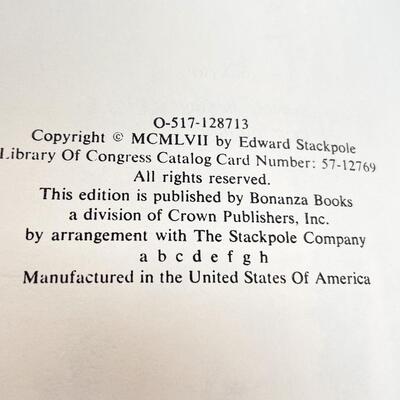 O-517-128713
Copyright © MCMLVII by Edward Stackpole
Library Of Congress Catalog Card Number: 57-12769
All rights reserved.
This edition is published by Bonanza Books
a division of Crown Publishers, Inc.
by arrangement with The Stackpole Company
a b c d e f g h
Manufactured in the United States Of America